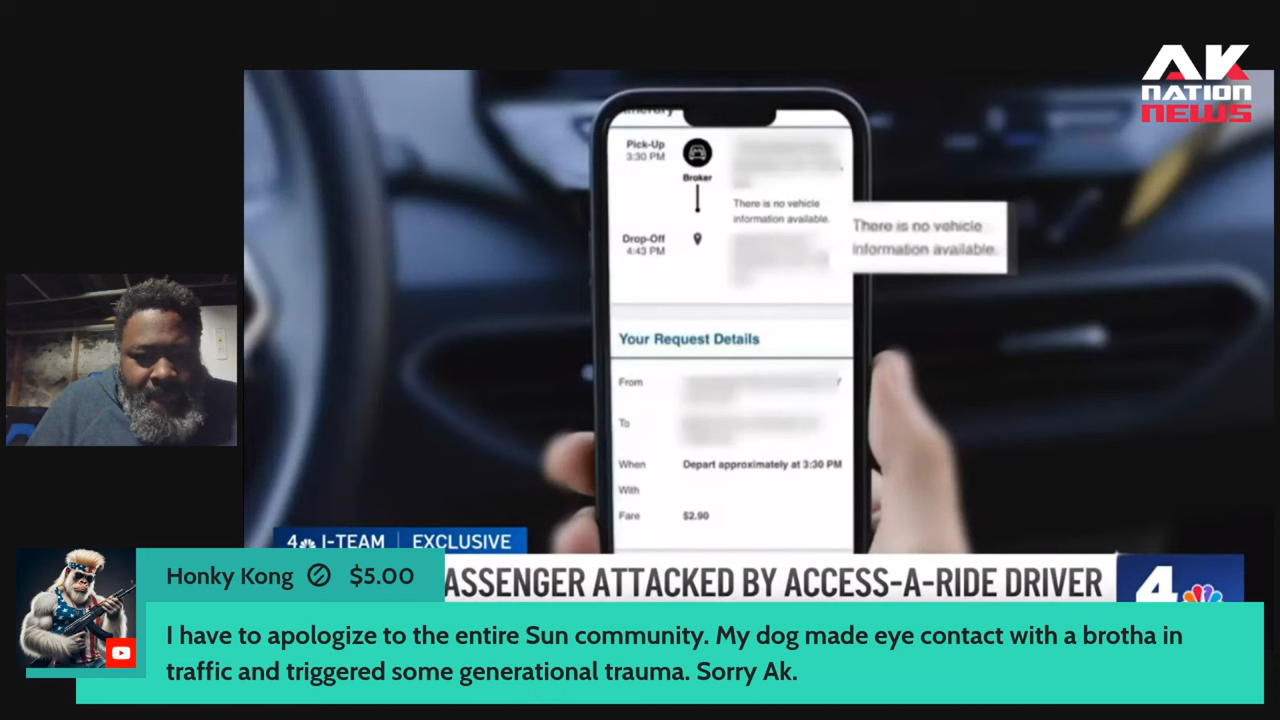 AK
NATION
NEWS
Pick-Up
3:30 PM
Broker
There is no vehicle
information available.
There is no vehicle
information available.
Drop-Off
4:43 PM
Your Request Details
From
To
When Depart approximately at 3:30 PM
With
Fare $2.90
4 I-TEAM | EXCLUSIVE
ASSENGER ATTACKED BY ACCESS-A-RIDE DRIVER
4
Honky Kong $5.00
I have to apologize to the entire Sun community. My dog made eye contact with a brotha in
traffic and triggered some generational trauma. Sorry Ak.